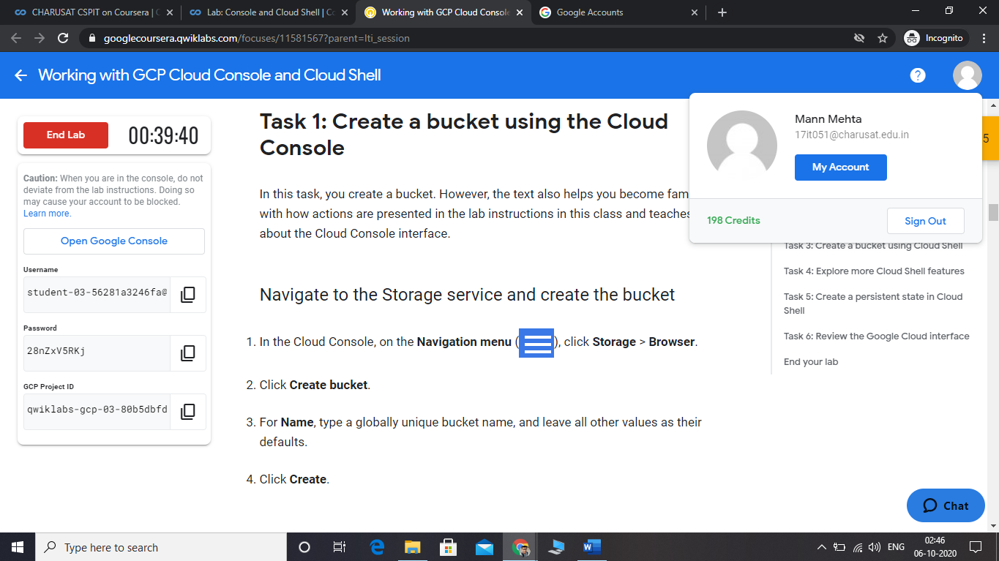 CHARUSAT CSPIT on Coursera | C
Lab: Console and Cloud Shell | Co
Working with GCP Cloud Console
Google Accounts
googlecoursera.qwiklabs.com/focuses/11581567?parent=lti_session
Incognito
Working with GCP Cloud Console and Cloud Shell
Mann Mehta
17it051@charusat.edu.in
My Account
198 Credits
Sign Out
5
End Lab
00:39:40
Caution: When you are in the console, do not
deviate from the lab instructions. Doing so
may cause your account to be blocked.
Learn more.
Open Google Console
Username
student-03-56281a3246fa@
Password
28nZxV5RKj
GCP Project ID
qwiklabs-gcp-03-80b5dbfd
Task 1: Create a bucket using the Cloud
Console
In this task, you create a bucket. However, the text also helps you become fam
with how actions are presented in the lab instructions in this class and teaches
about the Cloud Console interface.
Navigate to the Storage service and create the bucket
1. In the Cloud Console, on the Navigation menu ( ), click Storage > Browser.
2. Click Create bucket.
3. For Name, type a globally unique bucket name, and leave all other values as their
defaults.
4. Click Create.
Task 3: Create a bucket using Cloud Shell
Task 4: Explore more Cloud Shell features
Task 5: Create a persistent state in Cloud
Shell
Task 6: Review the Google Cloud interface
End your lab
Chat
Type here to search
ENG
02:46
06-10-2020